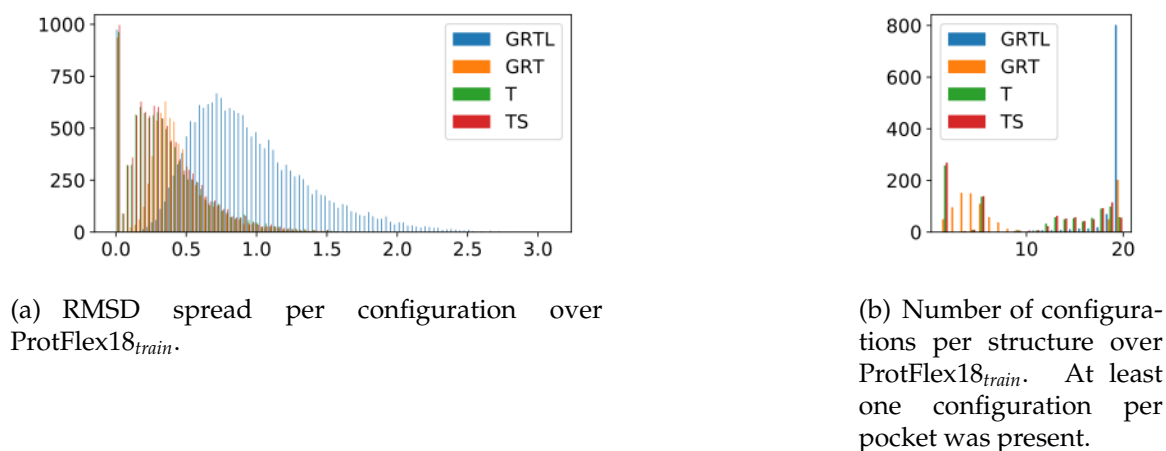 1000
750
500
250
0
0.0 0.5 1.0 1.5 2.0 2.5 3.0
GRTL
GRT
T
TS
(a) RMSD spread per configuration over
ProtFlex18train.
800
600
400
200
0
10 20
GRTL
GRT
T
TS
(b) Number of configura-
tions per structure over
ProtFlex18train. At least
one configuration per
pocket was present.